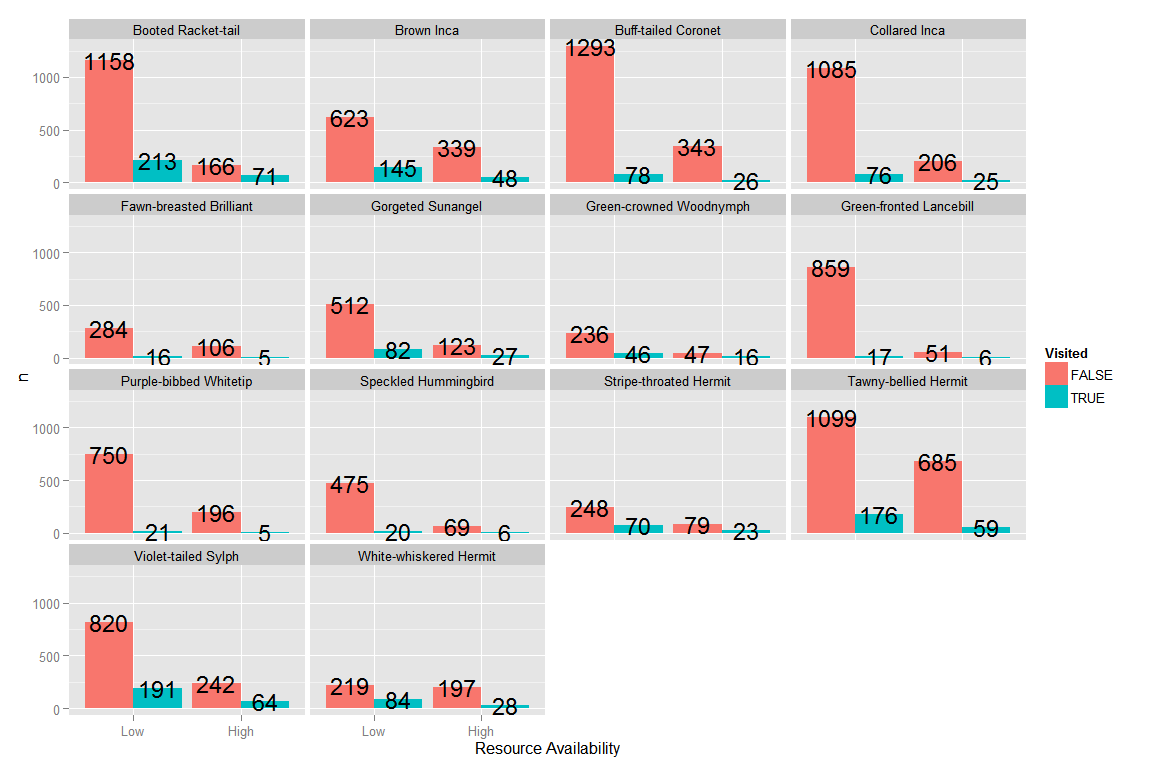 Booted Racket-tail Brown Inca Buff-tailed Coronet Collared Inca
1158 213 166 71 623 145 339 48 1293 78 343 26 1085 76 206 25
1000
500
0
Fawn-breasted Brilliant Gorgeted Sunangel Green-crowned Woodnymph Green-fronted Lancebill
284 16 106 5 512 82 123 27 236 46 47 16 859 17 51 6
1000
500
0
Purple-bibbed Whitetip Speckled Hummingbird Stripe-throated Hermit Tawny-bellied Hermit
750 21 196 5 475 20 69 6 248 70 79 23 1099 176 685 59
1000
500
0
Violet-tailed Sylph White-whiskered Hermit
820 191 242 64 219 84 197 28
1000
500
0
Low High Low High
Resource Availability
n
Visited
FALSE
TRUE